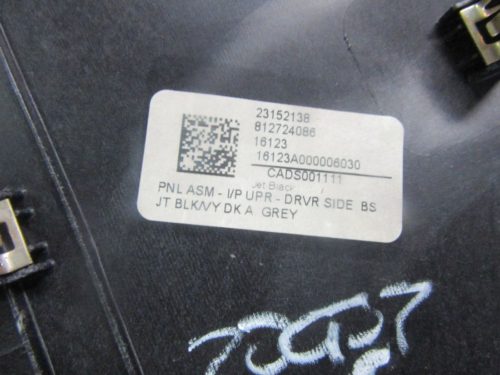 23152138
812724086
16123
16123A000006030
CADS001111
Jet Black
PNL ASM - I/P UPR - DRVR SIDE BS
JT BLK/VY DK A GREY